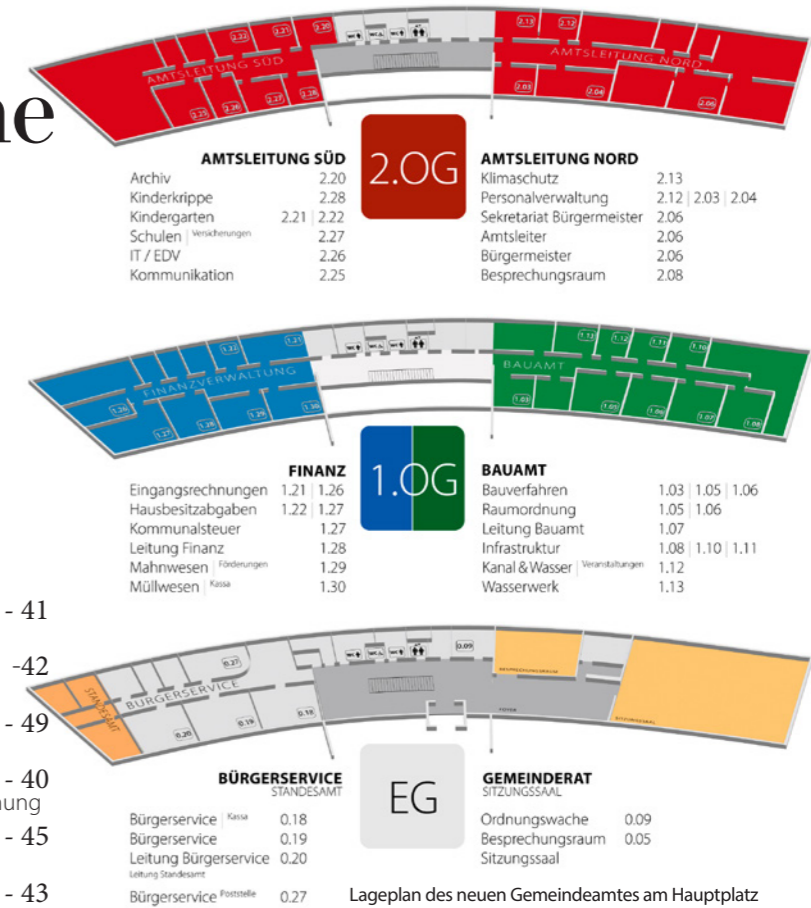 ne
2.22 2.21 2.20
2.13 2.12
AMTSLEITUNG SÜD
AMTSLEITUNG NORD
2.25 2.26 2.27 2.28
2.03 2.04 2.06
AMTSLEITUNG SÜD
Archiv 2.20
Kinderkrippe 2.28
Kindergarten 2.21 | 2.22
Schulen | Versicherungen 2.27
IT / EDV 2.26
Kommunikation 2.25
2.OG
AMTSLEITUNG NORD
Klimaschutz 2.13
Personalverwaltung 2.12 | 2.03 | 2.04
Sekretariat Bürgermeister 2.06
Amtsleiter 2.06
Bürgermeister 2.06
Besprechungsraum 2.08
1.22 1.21
1.13 1.12 1.11 1.10
FINANZVERWALTUNG
BAUAMT
1.26 1.27 1.28 1.29 1.30
1.03 1.05 1.06 1.07 1.08
FINANZ
Eingangsrechnungen 1.21 | 1.26
Hausbesitzabgaben 1.22 | 1.27
Kommunalsteuer 1.27
Leitung Finanz 1.28
Mahnwesen | Förderungen 1.29
Müllwesen | Kassa 1.30
1.OG
BAUAMT
Bauverfahren 1.03 | 1.05 | 1.06
Raumordnung 1.05 | 1.06
Leitung Bauamt 1.07
Infrastruktur 1.08 | 1.10 | 1.11
Kanal & Wasser | Veranstaltungen 1.12
Wasserwerk 1.13
- 41
-42
- 49
- 40
nung
- 45
- 43
0.27
0.09
BESPRECHUNGSRAUM
STANDESAMT
BÜRGERSERVICE
FOYER
SITZUNGSSAAL
0.20 0.19 0.18
BÜRGERSERVICE
STANDESAMT
Bürgerservice | Kassa 0.18
Bürgerservice 0.19
Leitung Bürgerservice 0.20
Leitung Standesamt
Bürgerservice Poststelle 0.27
EG
GEMEINDERAT
SITZUNGSSAAL
Ordnungswache 0.09
Besprechungsraum 0.05
Sitzungssaal
Lageplan des neuen Gemeindeamtes am Hauptplatz